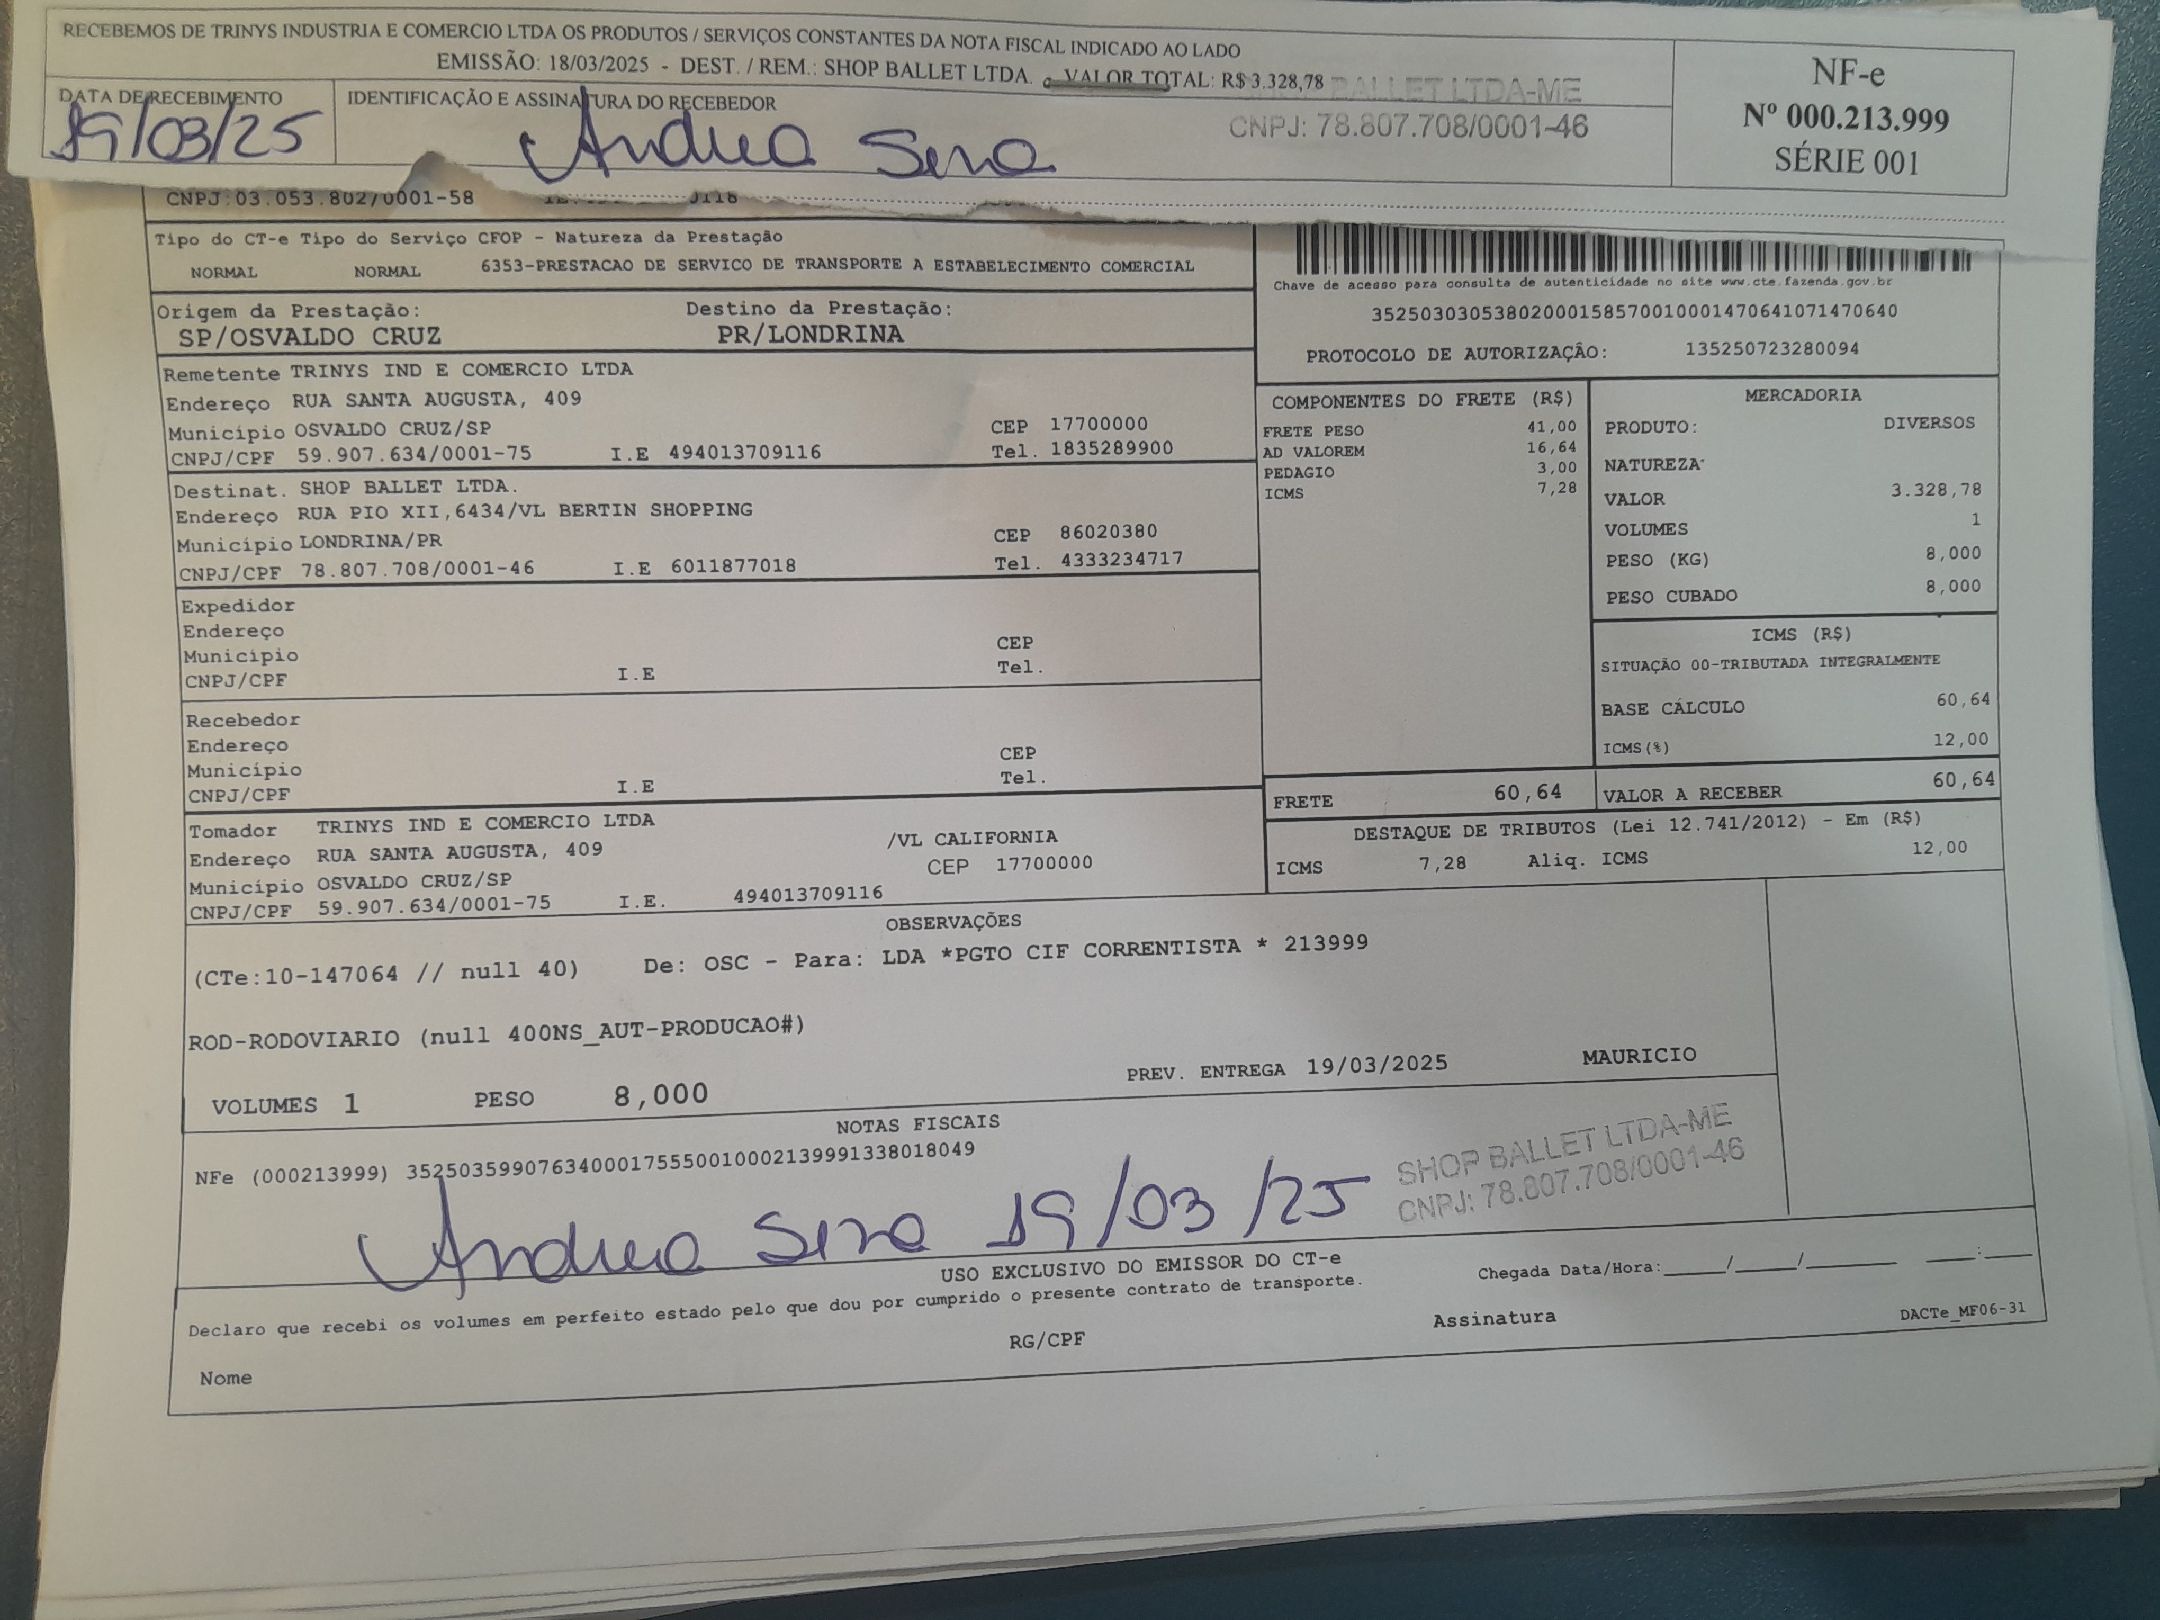 RECEBEMOS DE TRINYS INDUSTRIA E COMERCIO LTDA OS PRODUTOS / SERVIÇOS CONSTANTES DA NOTA FISCAL INDICADO AO LADO
EMISSÃO: 18/03/2025 - DEST. / REM.: SHOP BALLET LTDA. - VALOR TOTAL: R$ 3.328,78
BALLET LTDA-ME
CNPJ: 78.807.708/0001-46
DATA DE RECEBIMENTO
19/03/25
IDENTIFICAÇÃO E ASSINATURA DO RECEBEDOR
Andrea Sena
NF-e
Nº 000.213.999
SÉRIE 001
CNPJ:03.053.802/0001-58
Tipo do CT-e Tipo do Serviço CFOP - Natureza da Prestação
NORMAL NORMAL 6353-PRESTACAO DE SERVICO DE TRANSPORTE A ESTABELECIMENTO COMERCIAL
Chave de acesso para consulta de autenticidade no site www.cte.fazenda.gov.br
35250303053802000158570010001470641071470640
PROTOCOLO DE AUTORIZAÇÂO: 135250723280094
Origem da Prestação: Destino da Prestação:
SP/OSVALDO CRUZ PR/LONDRINA
Remetente TRINYS IND E COMERCIO LTDA
Endereço RUA SANTA AUGUSTA, 409
Município OSVALDO CRUZ/SP CEP 17700000
CNPJ/CPF 59.907.634/0001-75 I.E 494013709116 Tel. 1835289900
Destinat. SHOP BALLET LTDA.
Endereço RUA PIO XII,6434/VL BERTIN SHOPPING
Município LONDRINA/PR CEP 86020380
CNPJ/CPF 78.807.708/0001-46 I.E 6011877018 Tel. 4333234717
Expedidor
Endereço
Município CEP
CNPJ/CPF I.E Tel.
Recebedor
Endereço
Município CEP
CNPJ/CPF I.E Tel.
Tomador TRINYS IND E COMERCIO LTDA
Endereço RUA SANTA AUGUSTA, 409 /VL CALIFORNIA
Município OSVALDO CRUZ/SP CEP 17700000
CNPJ/CPF 59.907.634/0001-75 I.E. 494013709116
COMPONENTES DO FRETE (R$)
FRETE PESO 41,00
AD VALOREM 16,64
PEDAGIO 3,00
ICMS 7,28
MERCADORIA
PRODUTO: DIVERSOS
NATUREZA
VALOR 3.328,78
VOLUMES 1
PESO (KG) 8,000
PESO CUBADO 8,000
ICMS (R$)
SITUAÇÃO 00-TRIBUTADA INTEGRALMENTE
BASE CÁLCULO 60,64
ICMS(%) 12,00
FRETE 60,64 VALOR A RECEBER 60,64
DESTAQUE DE TRIBUTOS (Lei 12.741/2012) - Em (R$)
ICMS 7,28 Aliq. ICMS 12,00
OBSERVAÇÕES
(CTe:10-147064 // null 40) De: OSC - Para: LDA *PGTO CIF CORRENTISTA * 213999
ROD-RODOVIARIO (null 400NS_AUT-PRODUCAO#)
PREV. ENTREGA 19/03/2025 MAURICIO
VOLUMES 1 PESO 8,000
NOTAS FISCAIS
NFe (000213999) 35250359907634000175550010002139991338018049
SHOP BALLET LTDA-ME
CNPJ: 78.807.708/0001-46
Andrea Sena 19/03/25
USO EXCLUSIVO DO EMISSOR DO CT-e
Declaro que recebi os volumes em perfeito estado pelo que dou por cumprido o presente contrato de transporte.
Chegada Data/Hora:_____/_____/_______ ____:____
Nome RG/CPF Assinatura
DACTe_MF06-31